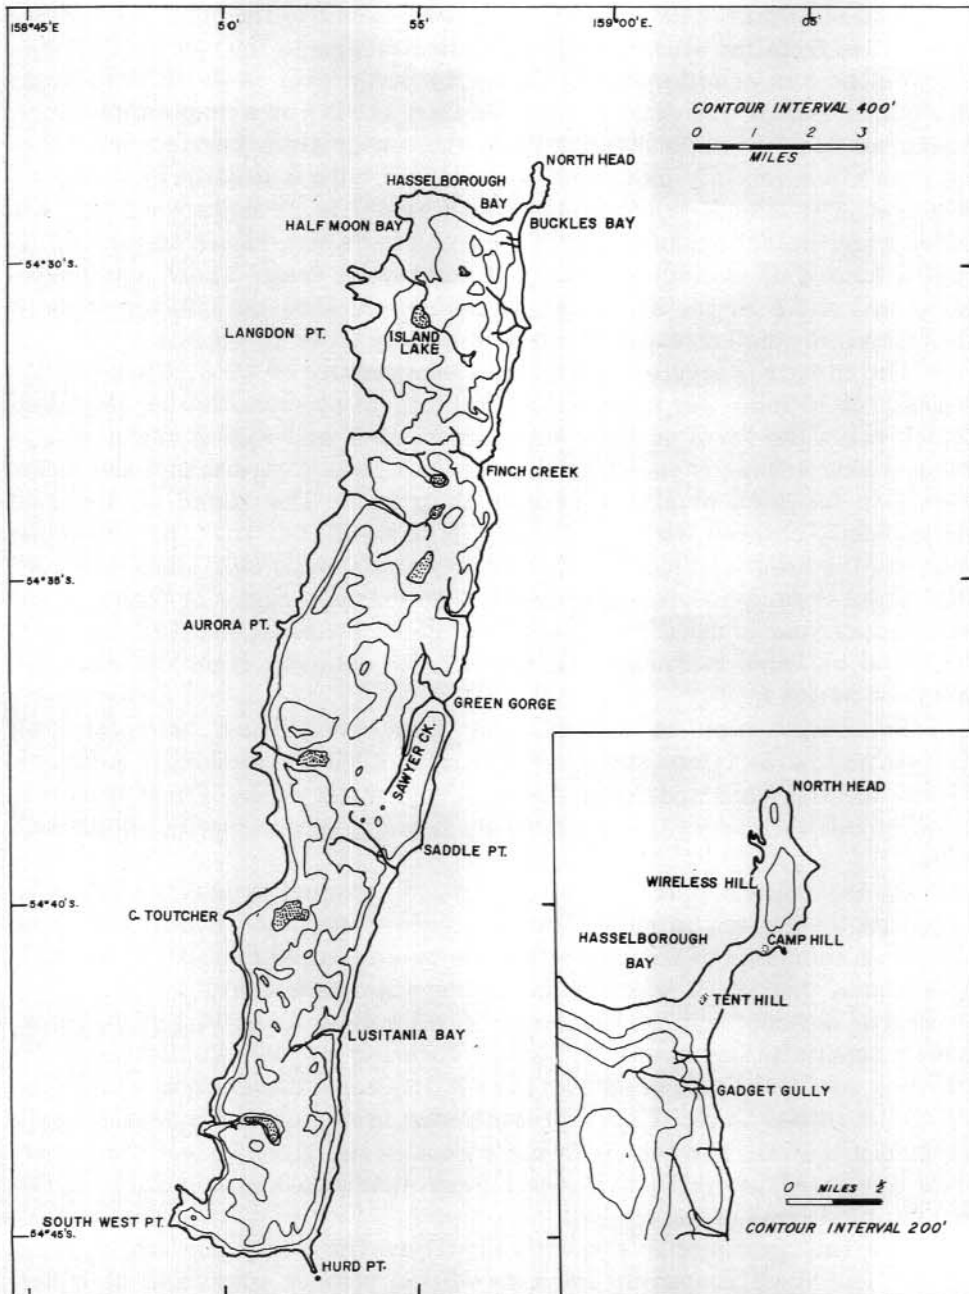 158°45'E
50'
55'
159°00'E.
05'
CONTOUR INTERVAL 400'
0 1 2 3
MILES
NORTH HEAD
HASSELBOROUGH
BAY
HALF MOON BAY
BUCKLES BAY
54°30'S.
LANGDON PT.
ISLAND
LAKE
FINCH CREEK
54°35'S.
AURORA PT.
GREEN GORGE
SAWYER CK.
SADDLE PT.
54°40'S.
C. TOUTCHER
LUSITANIA BAY
SOUTH WEST PT.
54°45'S.
HURD PT.
NORTH HEAD
WIRELESS HILL
HASSELBOROUGH
BAY
CAMP HILL
TENT HILL
GADGET GULLY
0 MILES ½
CONTOUR INTERVAL 200'